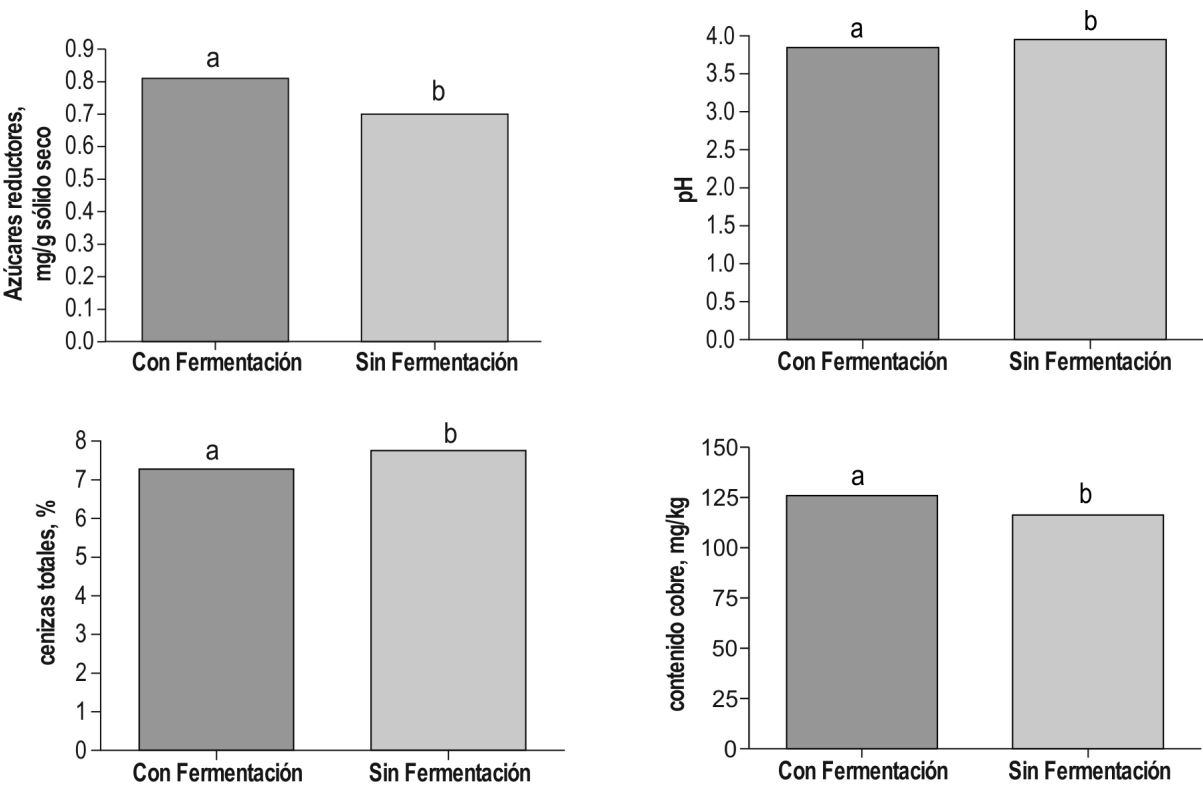 Azúcares reductores,
mg/g sólido seco
0.9
0.8
0.7
0.6
0.5
0.4
0.3
0.2
0.1
0.0
a
b
Con Fermentación
Sin Fermentación
pH
4.0
3.5
3.0
2.5
2.0
1.5
1.0
0.5
0.0
a
b
Con Fermentación
Sin Fermentación
cenizas totales, %
8
7
6
5
4
3
2
1
0
a
b
Con Fermentación
Sin Fermentación
contenido cobre, mg/kg
150
125
100
75
50
25
0
a
b
Con Fermentación
Sin Fermentación